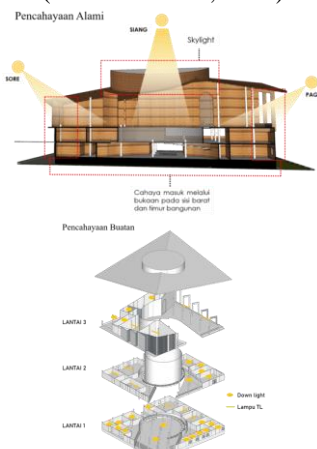 Pencahayaan Alami
SIANG
Skylight
SORE
PAG
Cahaya masuk melalui
bukaan pada sisi barat
dan timur bangunan
Pencahayaan Buatan
LANTAI 3
LANTAI 2
Down light
Lampu TL
LANTAI 1